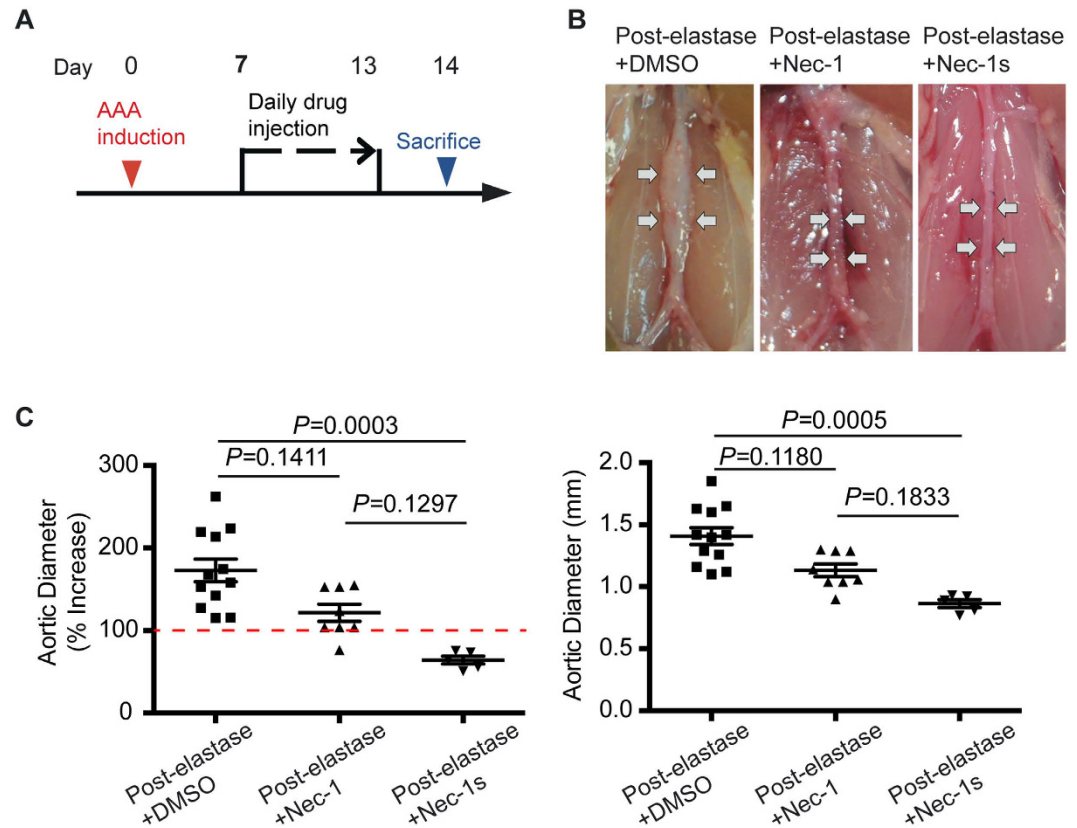 A
Day 0 7 13 14
AAA
induction
Daily drug
injection
Sacrifice
B
Post-elastase
+DMSO
Post-elastase
+Nec-1
Post-elastase
+Nec-1s
C
P=0.0003
P=0.1411
P=0.1297
Aortic Diameter
(% Increase)
300
200
100
0
Post-elastase
+DMSO
Post-elastase
+Nec-1
Post-elastase
+Nec-1s
P=0.0005
P=0.1180
P=0.1833
Aortic Diameter (mm)
2.0
1.5
1.0
0.5
0.0
Post-elastase
+DMSO
Post-elastase
+Nec-1
Post-elastase
+Nec-1s